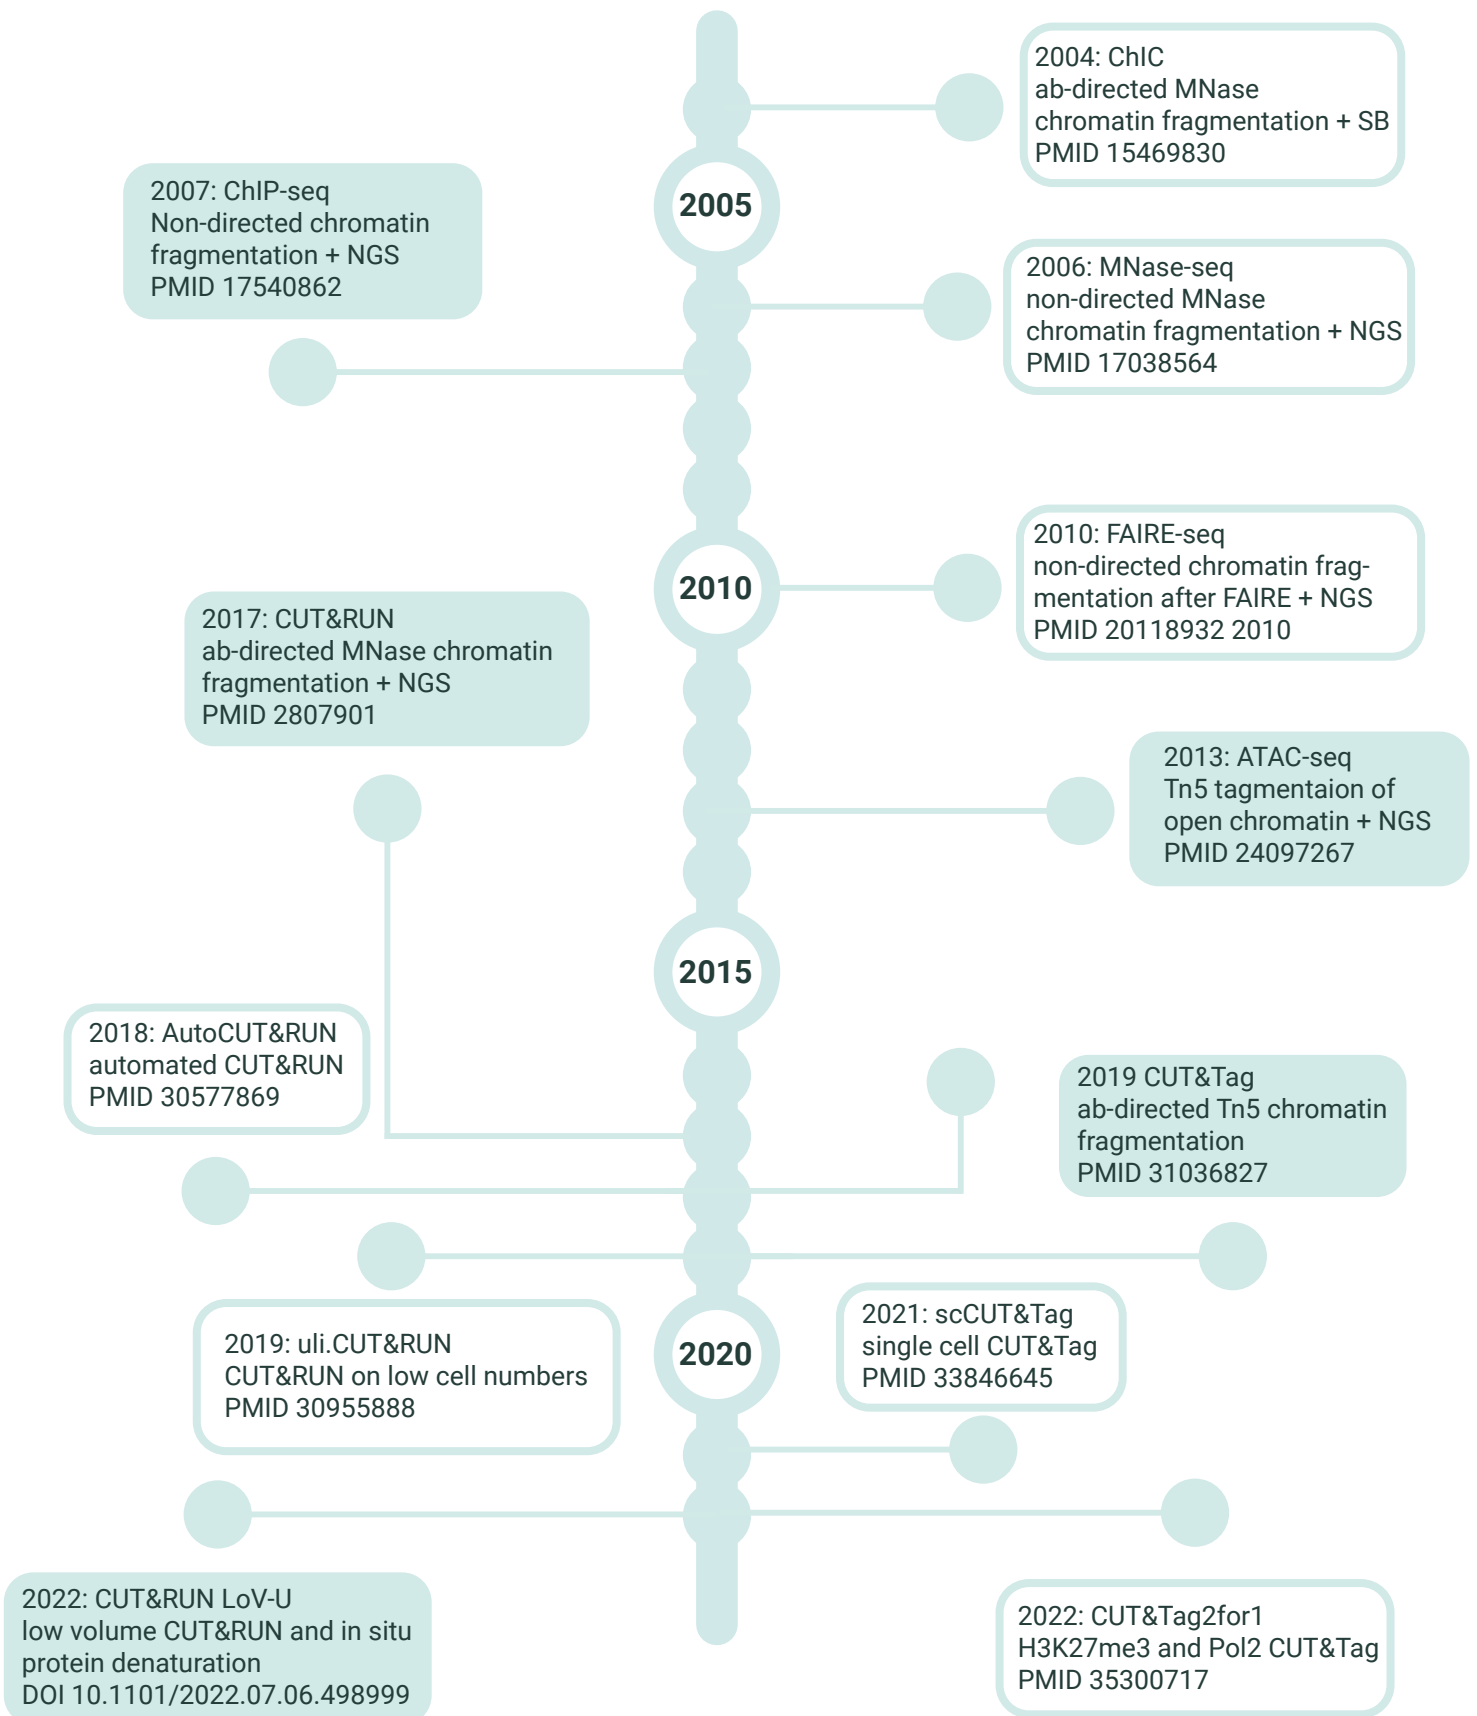 2004: ChIC
ab-directed MNase
chromatin fragmentation + SB
PMID 15469830
2007: ChIP-seq
Non-directed chromatin
fragmentation + NGS
PMID 17540862
2005
2006: MNase-seq
non-directed MNase
chromatin fragmentation + NGS
PMID 17038564
2010: FAIRE-seq
non-directed chromatin frag-
mentation after FAIRE + NGS
PMID 20118932 2010
2010
2017: CUT&RUN
ab-directed MNase chromatin
fragmentation + NGS
PMID 2807901
2013: ATAC-seq
Tn5 tagmentaion of
open chromatin + NGS
PMID 24097267
2015
2018: AutoCUT&RUN
automated CUT&RUN
PMID 30577869
2019 CUT&Tag
ab-directed Tn5 chromatin
fragmentation
PMID 31036827
2019: uli.CUT&RUN
CUT&RUN on low cell numbers
PMID 30955888
2020
2021: scCUT&Tag
single cell CUT&Tag
PMID 33846645
2022: CUT&RUN LoV-U
low volume CUT&RUN and in situ
protein denaturation
DOI 10.1101/2022.07.06.498999
2022: CUT&Tag2for1
H3K27me3 and Pol2 CUT&Tag
PMID 35300717